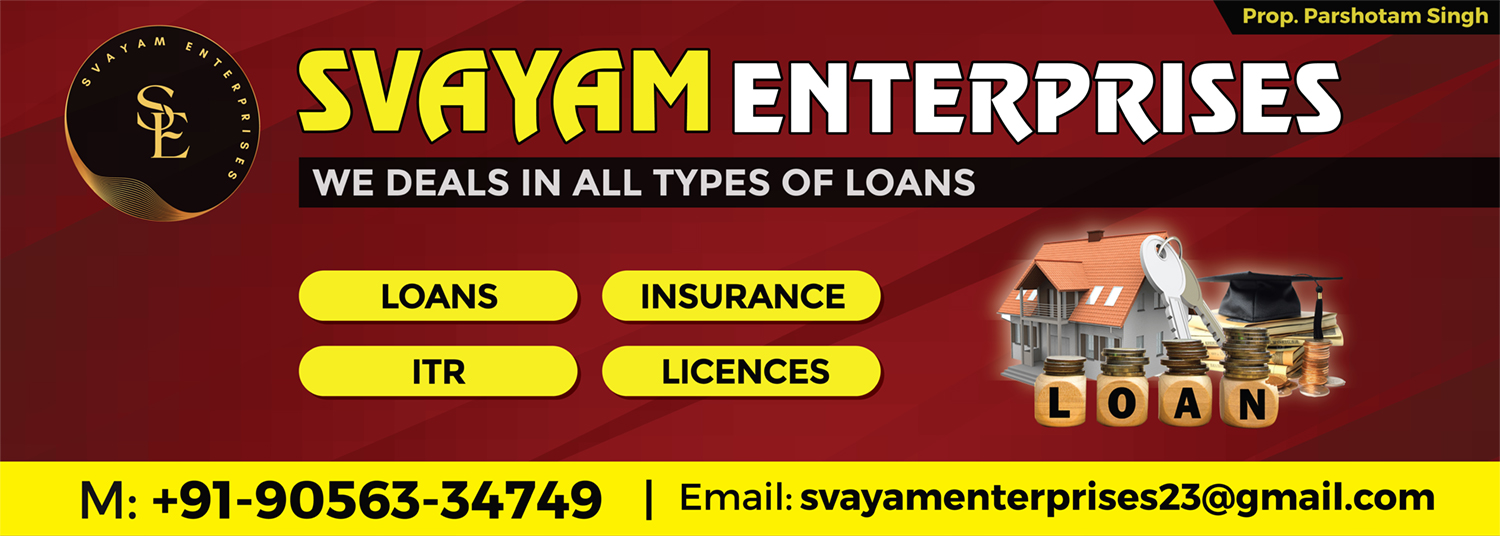 Prop. Parshotam Singh
SVAYAM ENTERPRISES
SE
SVAYAM ENTERPRISES
WE DEALS IN ALL TYPES OF LOANS
LOANS INSURANCE
ITR LICENCES
LOAN
M: +91-90563-34749 | Email: svayamenterprises23@gmail.com